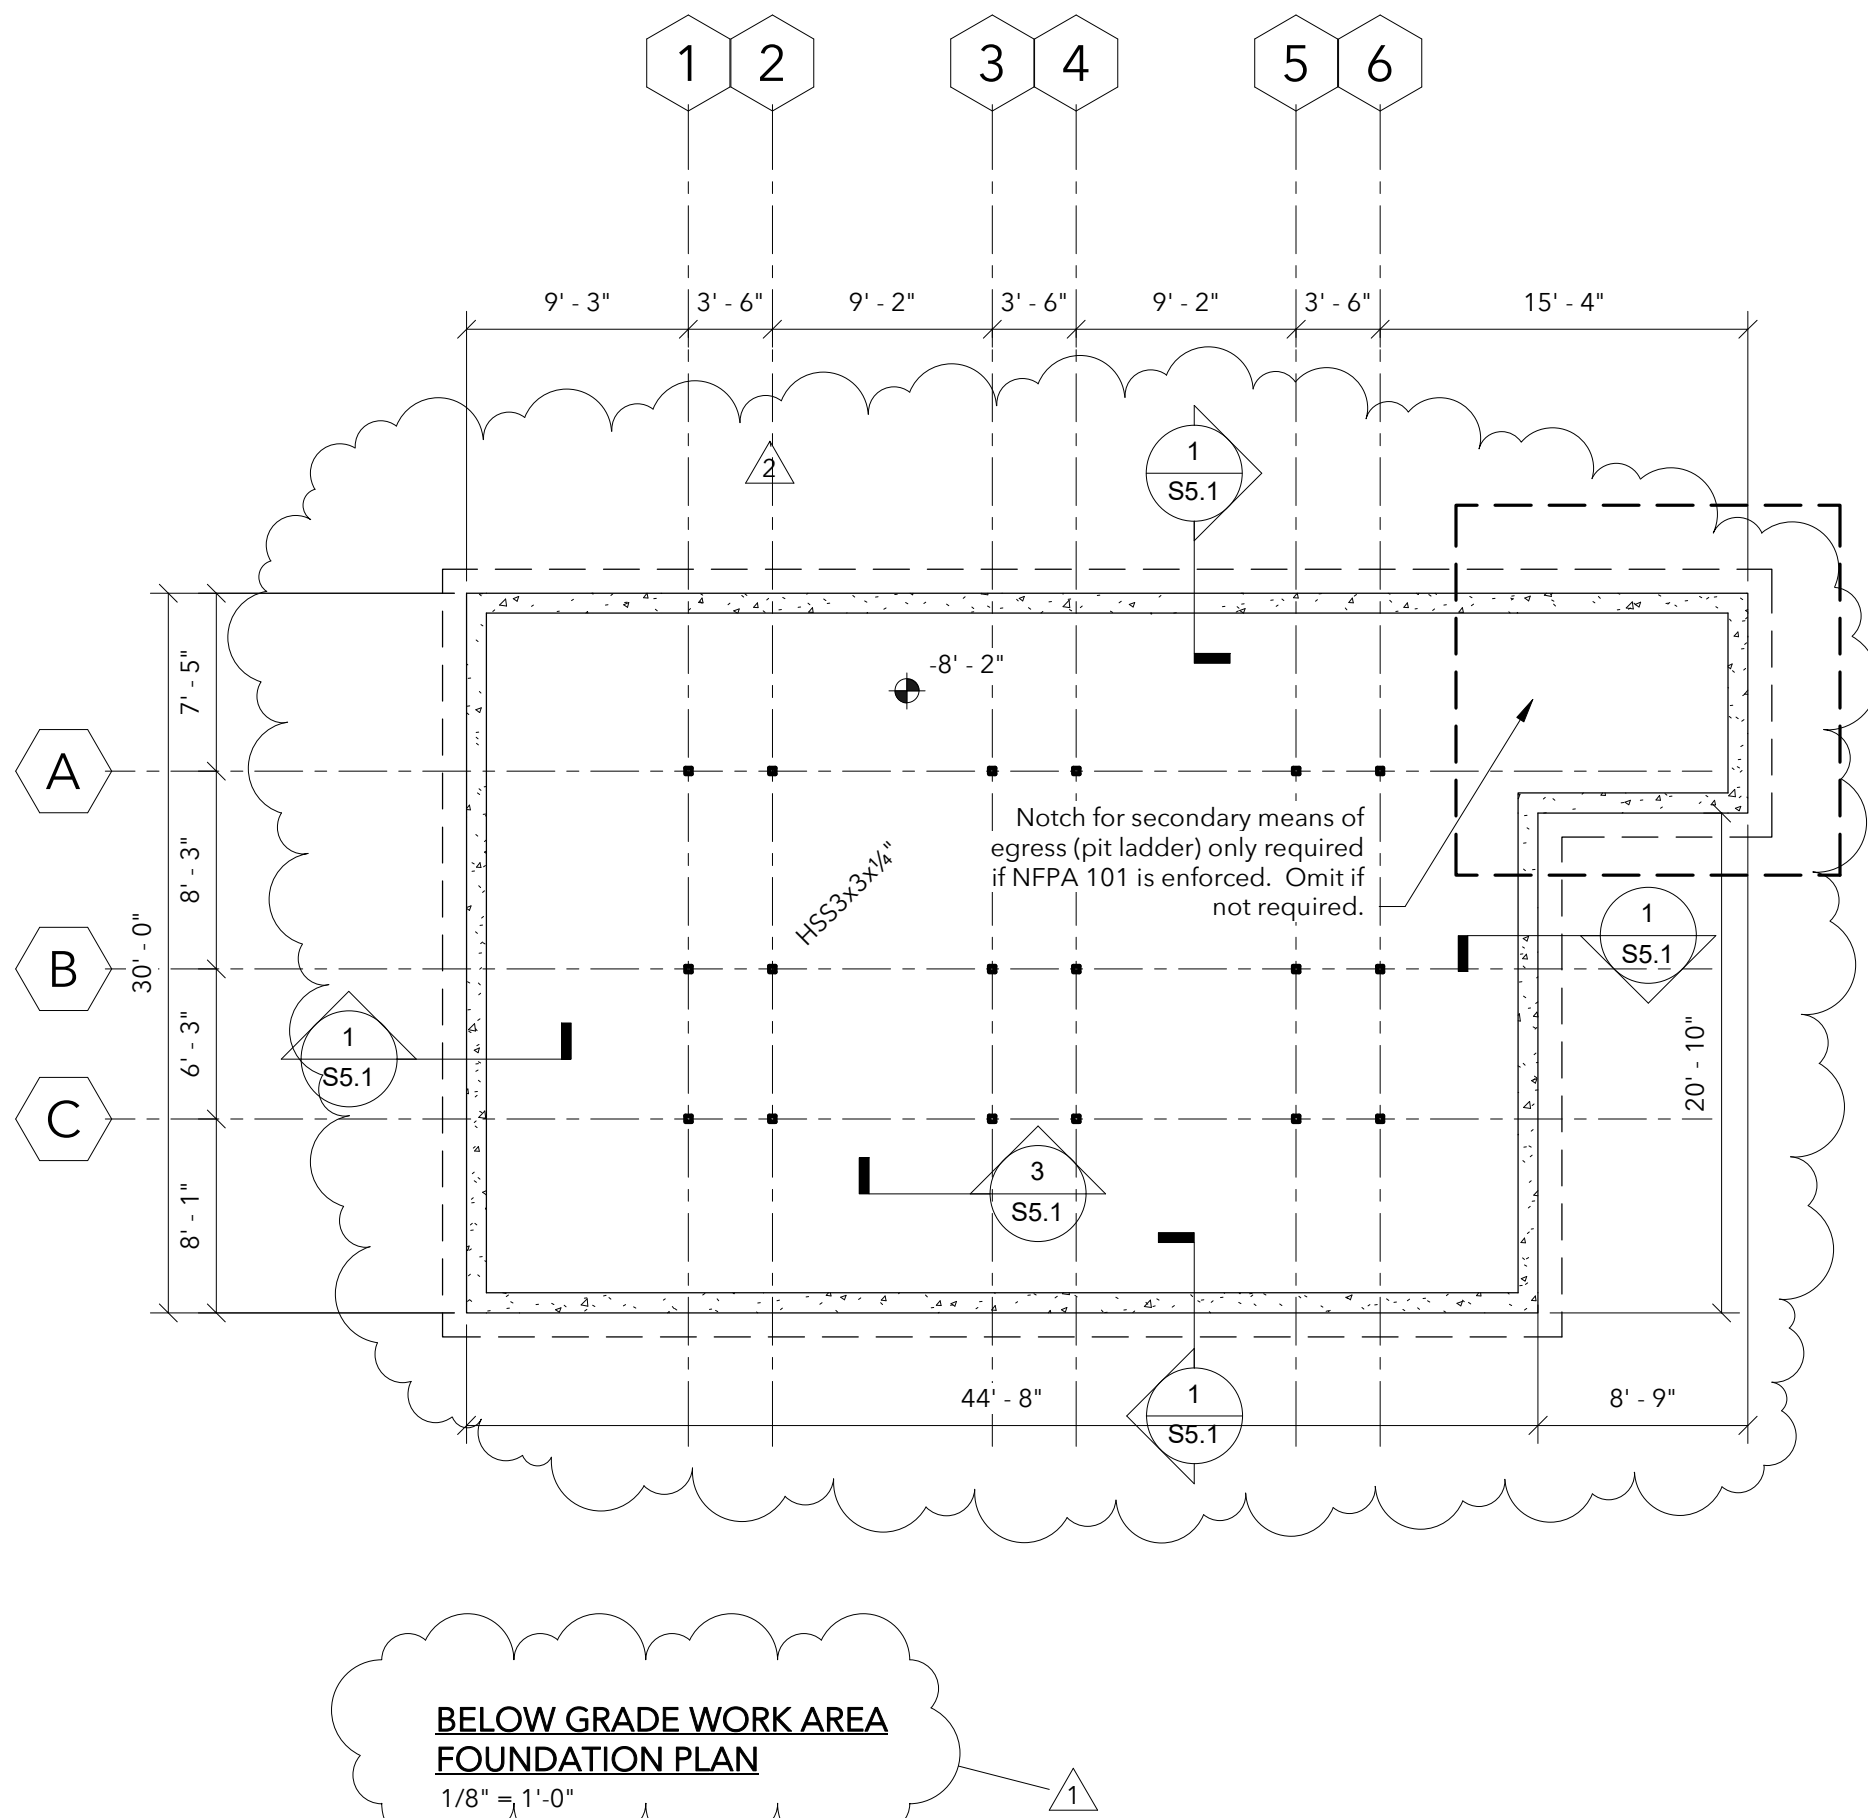 1 2 3 4 5 6
9' - 3" 3' - 6" 9' - 2" 3' - 6" 9' - 2" 3' - 6" 15' - 4"
1
S5.1
2
-8' - 2"
7' - 5"
A
8' - 3"
HSS3x3x¼"
Notch for secondary means of
egress (pit ladder) only required
if NFPA 101 is enforced. Omit if
not required.
1
S5.1
B
30' - 0"
6' - 3"
1
S5.1
20' - 10"
C
8' - 1"
3
S5.1
44' - 8"
1
S5.1
8' - 9"
BELOW GRADE WORK AREA
FOUNDATION PLAN
1/8" = 1'-0"
1